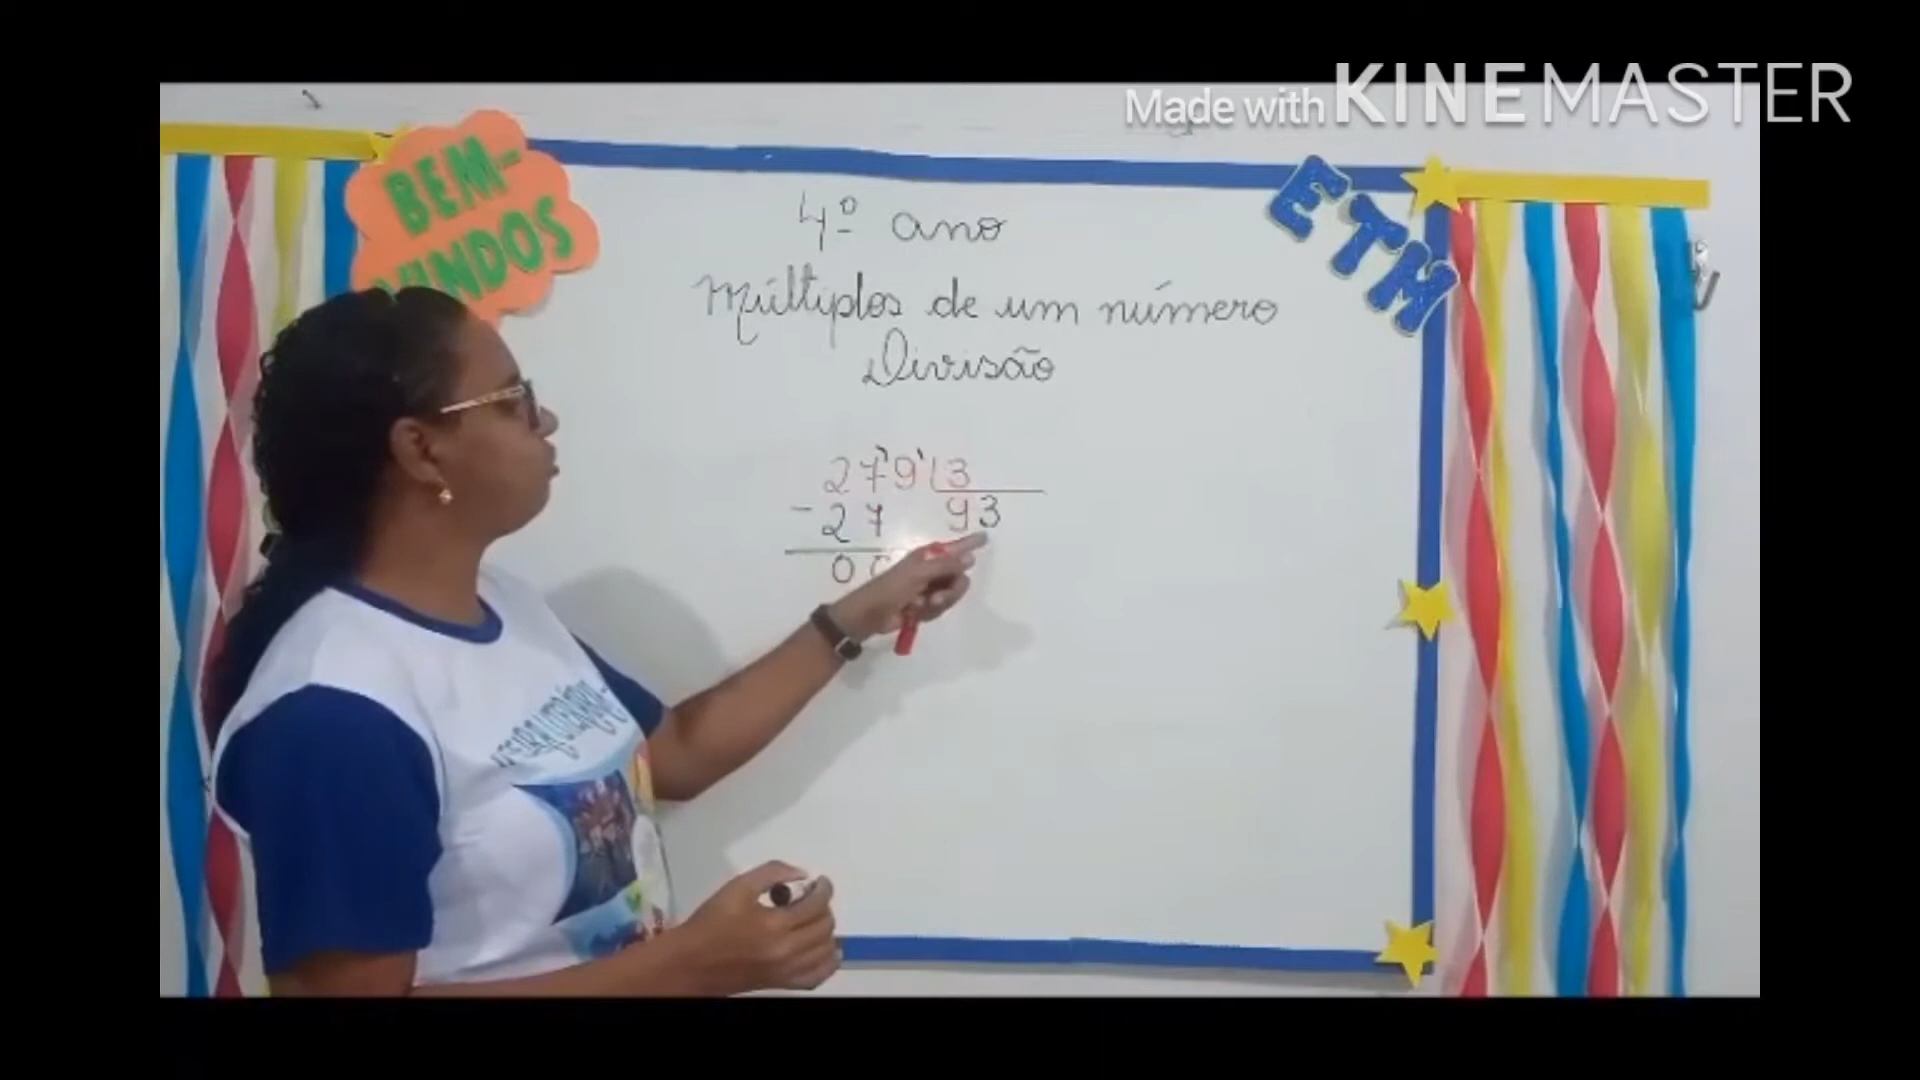 Made with KINEMASTER
BEM-
VINDOS
ETM
4º ano
Múltiplos de um número
Divisão
279 3
- 27 93
00